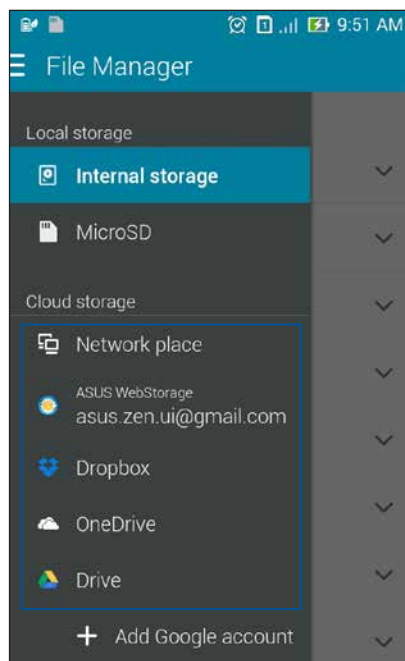 9:51 AM
File Manager
Local storage
Internal storage
MicroSD
Cloud storage
Network place
ASUS WebStorage
asus.zen.ui@gmail.com
Dropbox
OneDrive
Drive
+ Add Google account